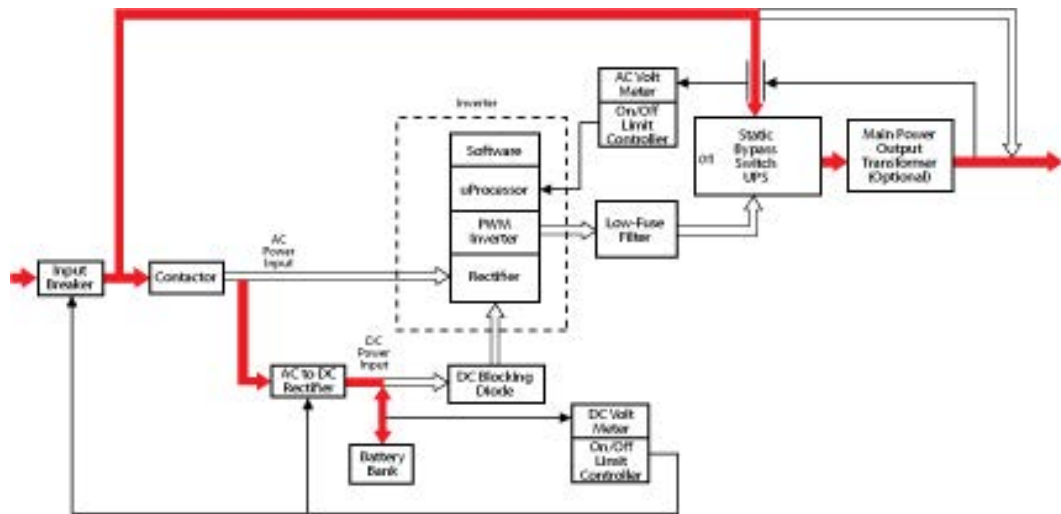 AC Volt
Meter
On/Off
Limit
Controller
Inverter
Software
uProcessor
PWM
Inverter
Rectifier
Static
Bypass
Switch
UPS
Main Power
Output
Transformer
(Optional)
Low-Fuse
Filter
AC
Power
Input
Input
Breaker
Contactor
DC
Power
Input
AC to DC
Rectifier
DC Blocking
Diode
DC Volt
Meter
On/Off
Limit
Controller
Battery
Bank